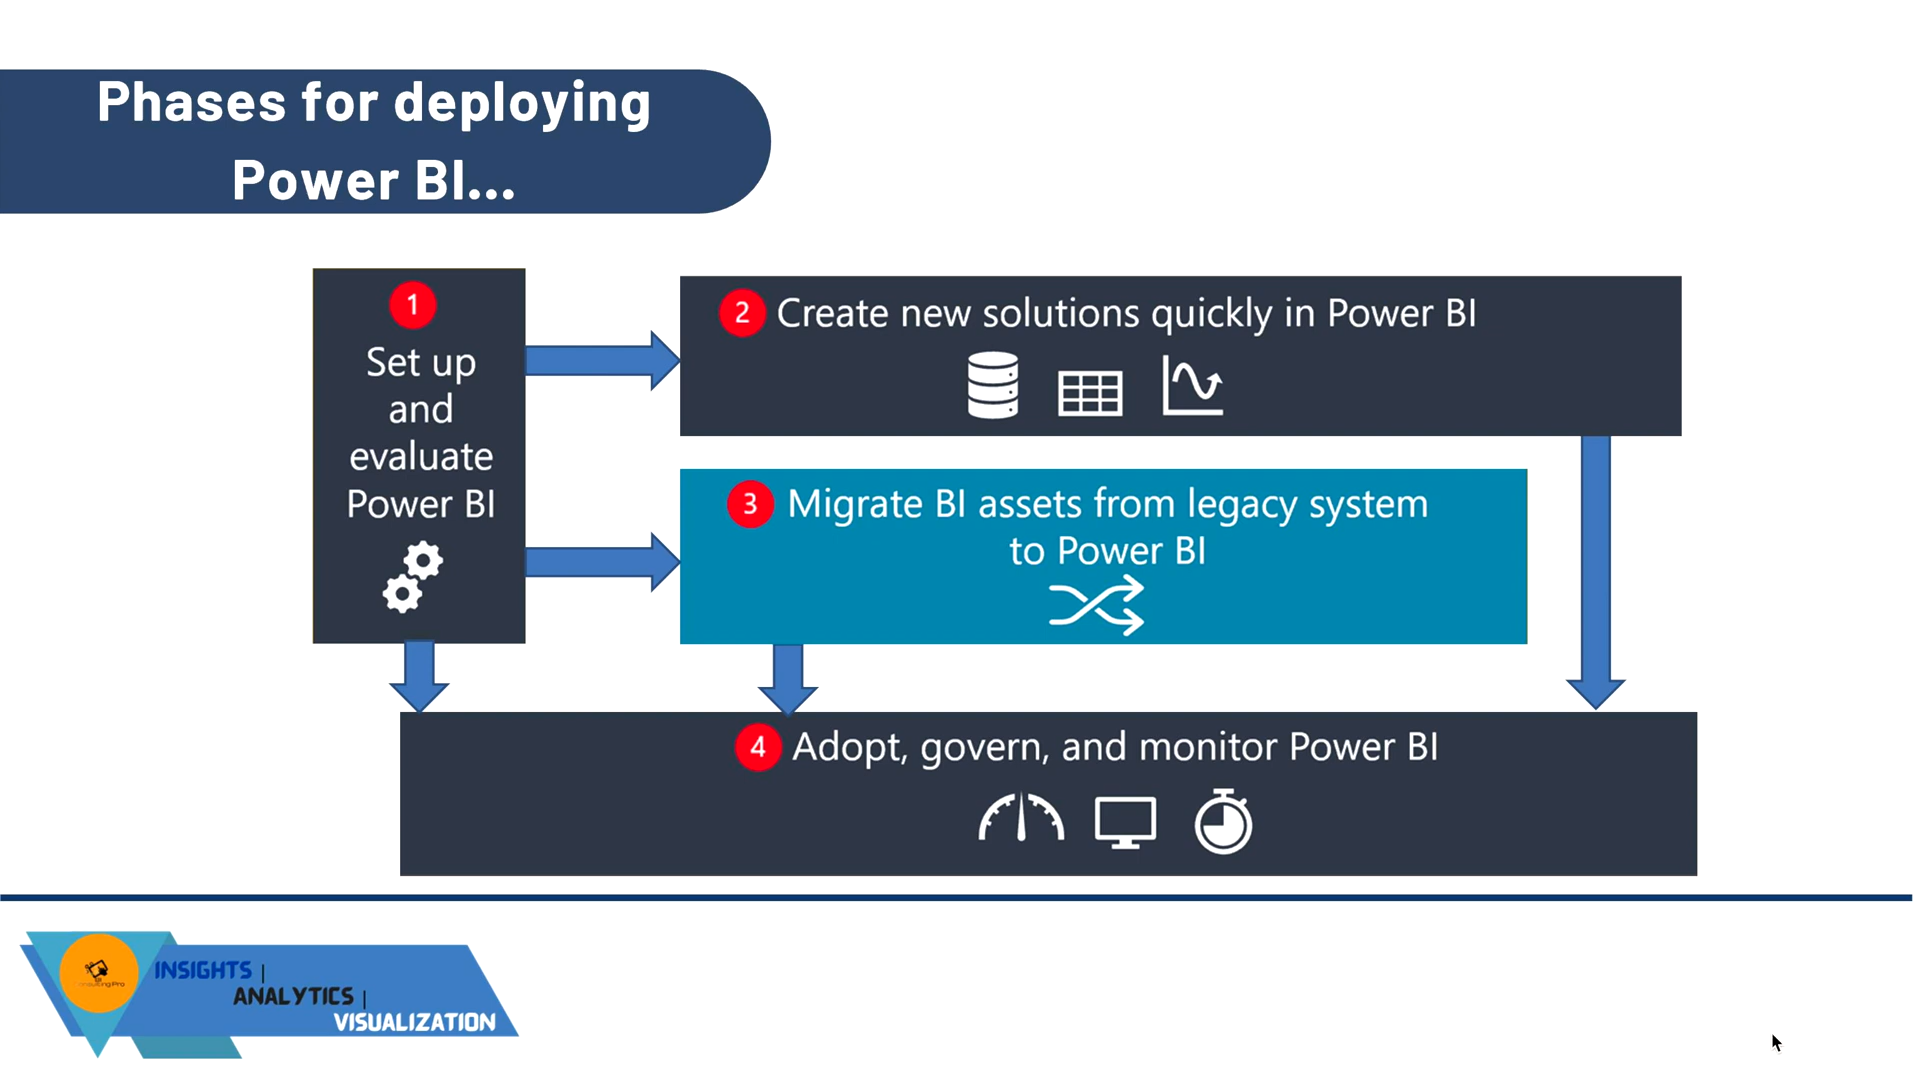 Phases for deploying
Power BI...
1
Set up
and
evaluate
Power BI
2 Create new solutions quickly in Power BI
3 Migrate BI assets from legacy system
to Power BI
4 Adopt, govern, and monitor Power BI
INSIGHTS |
ANALYTICS |
VISUALIZATION